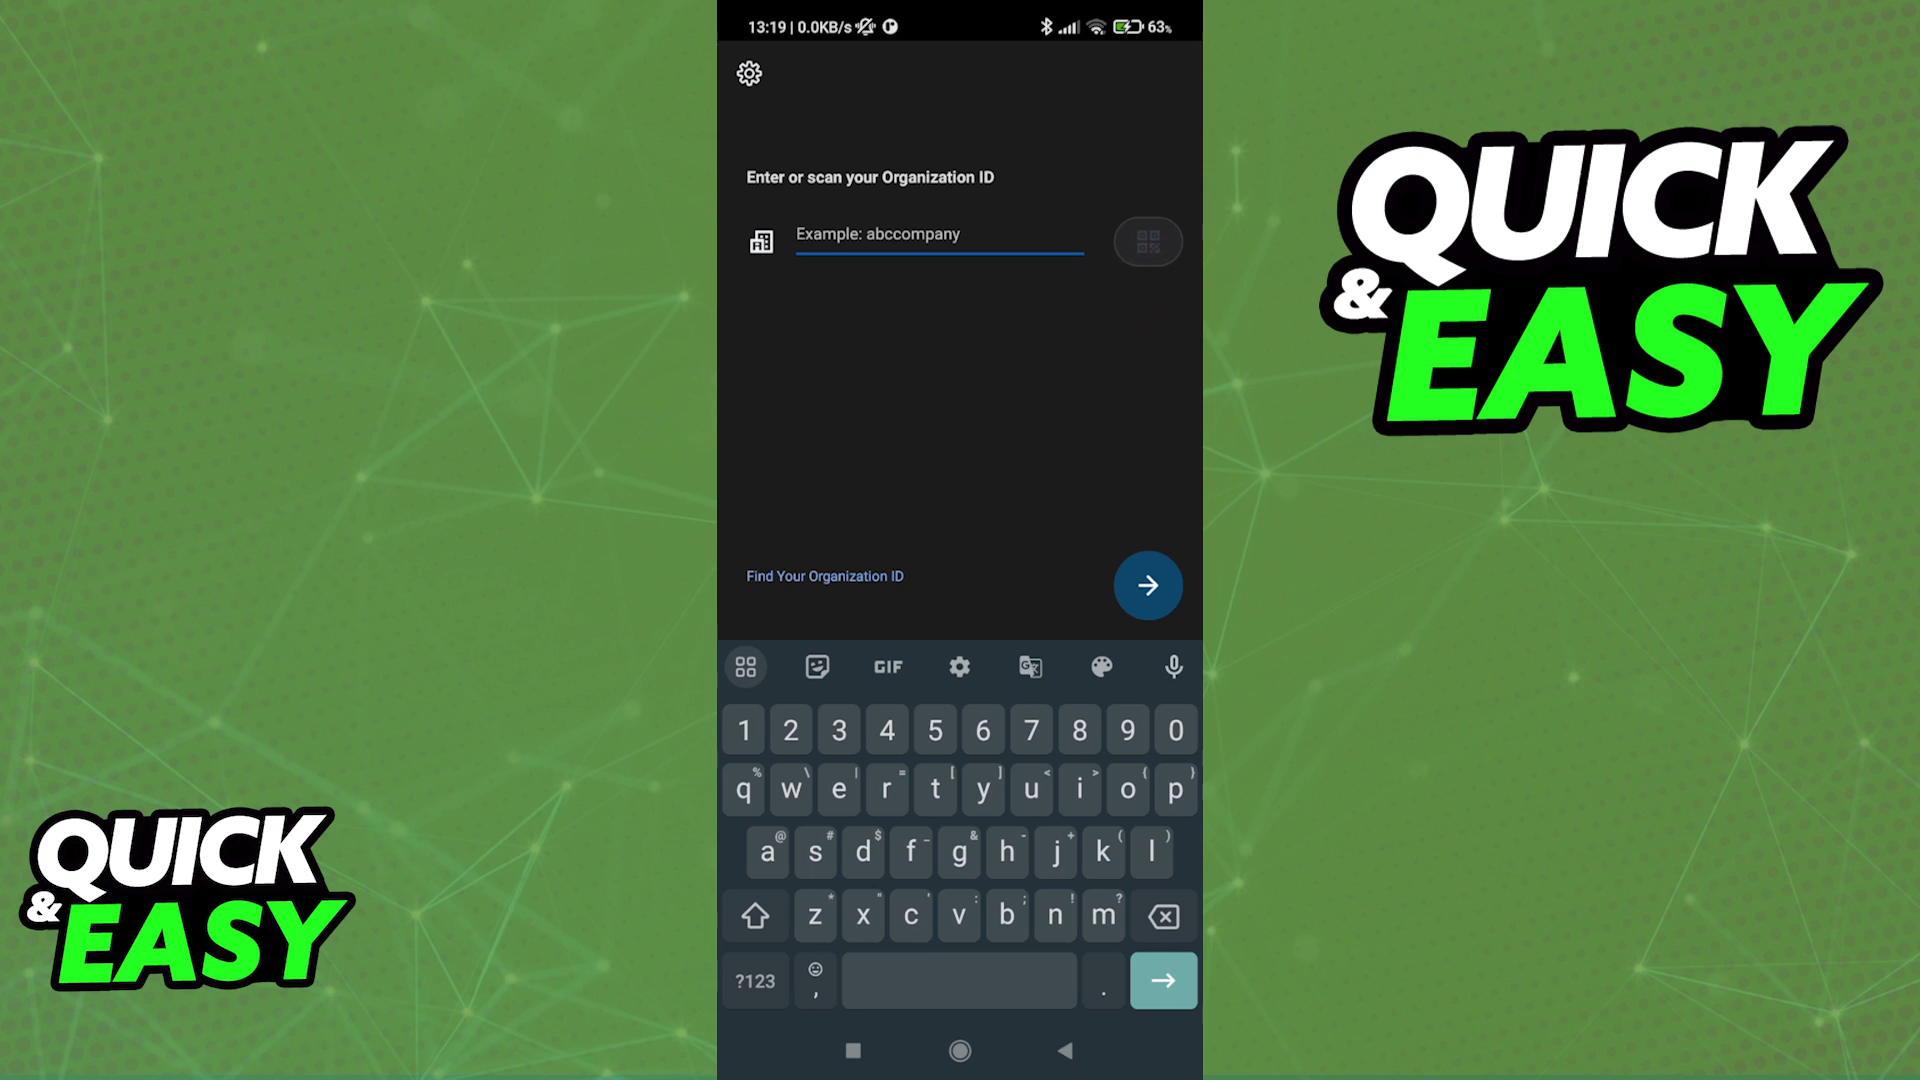 13:19 | 0.0KB/s
63%
Enter or scan your Organization ID
Example: abccompany
Find Your Organization ID
GIF
1 2 3 4 5 6 7 8 9 0
% \ | = [ ] < > { }
q w e r t y u i o p
@ # $ _ & - + ( )
a s d f g h j k l
* " ' : ; ! ?
z x c v b n m
?123 , .
QUICK
& EASY
QUICK
& EASY